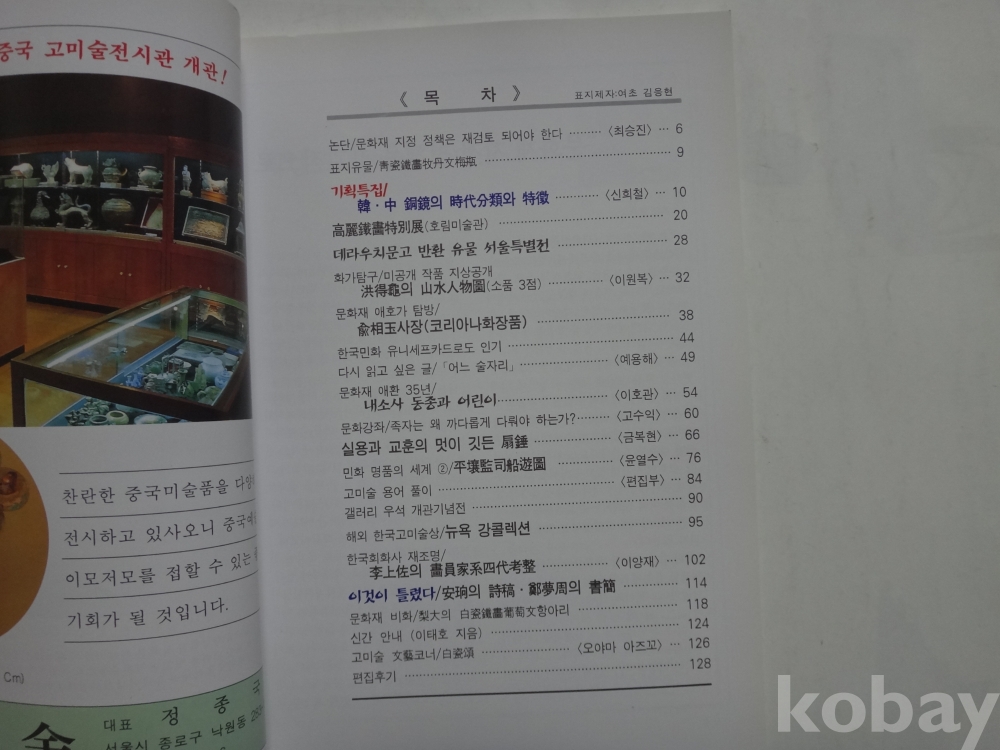 중국 고미술전시관 개관!
찬란한 중국미술품을
전시하고 있사오니
이모저모를 접할 수 있는
기회가 될 것입니다.
Cm)
대표 정종국
서울시 종로구 낙원동
《 목 차 》
표지제자:여초 김응현
논단/문화재 지정 정책은 재검토 되어야 한다 ········· 〈최승진〉 ··· 6
표지유물/靑瓷鐵畵牧丹文梅瓶 ········· 9
기획특집/
韓·中 銅鏡의 時代分類와 特徵 ········· 〈신희철〉 ··· 10
高麗鐵畵特別展(호림미술관) ········· 20
데라우치문고 반환 유물 서울특별전 ········· 28
화가탐구/미공개 작품 지상공개
洪得龜의 山水人物圖(소품 3점) ········· 〈이원복〉 ··· 32
문화재 애호가 탐방/
兪相玉사장(코리아나화장품) ········· 38
한국민화 유니세프카드로도 인기 ········· 44
다시 읽고 싶은 글/「어느 술자리」 ········· 〈예용해〉 ··· 49
문화재 애환 35년/
내소사 동종과 어린이 ········· 〈이호관〉 ··· 54
문화강좌/족자는 왜 까다롭게 다뤄야 하는가? ········· 〈고수익〉 ··· 60
실용과 교훈의 멋이 깃든 扇錘 ········· 〈금복현〉 ··· 66
민화 명품의 세계 ②/平壤監司船遊圖 ········· 〈윤열수〉 ··· 76
고미술 용어 풀이 ········· 〈편집부〉 ··· 84
갤러리 우석 개관기념전 ········· 90
해외 한국고미술상/뉴욕 강콜렉션 ········· 95
한국회화사 재조명/
李上佐의 畵員家系四代考整 ········· 〈이양재〉 ··· 102
이것이 틀렸다/安珦의 詩稿·鄭夢周의 書簡 ········· 114
문화재 비화/梨大의 白瓷鐵畵葡萄文항아리 ········· 118
신간 안내 (이태호 지음) ········· 124
고미술 文藝코너/白瓷頌 ········· 〈오야마 아즈꼬〉 ··· 126
편집후기 ········· 128
kobay